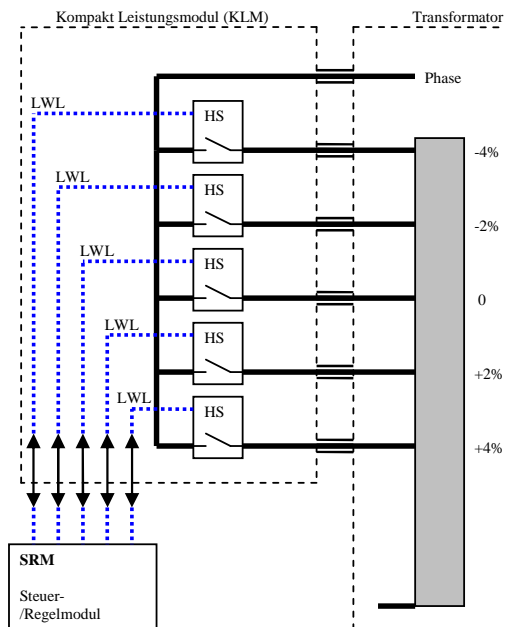 Kompakt Leistungsmodul (KLM)
Transformator
Phase
LWL
HS
-4%
LWL
HS
-2%
LWL
HS
0
LWL
HS
+2%
LWL
HS
+4%
SRM
Steuer-
/Regelmodul